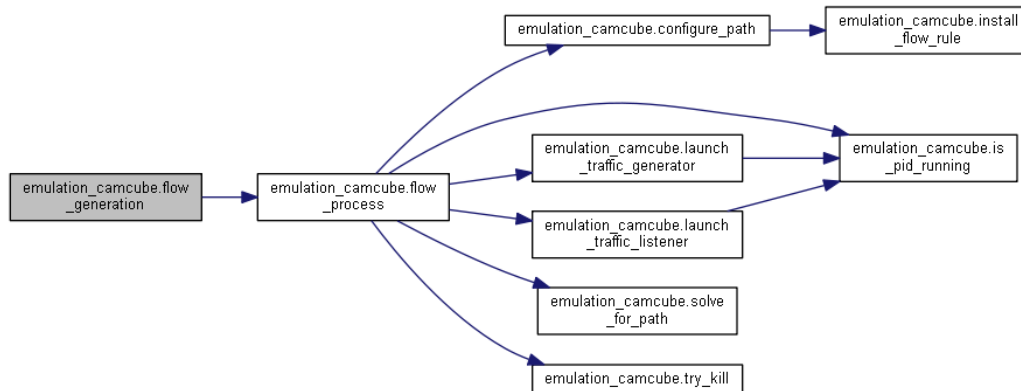 emulation_camcube.flow
_generation
emulation_camcube.flow
_process
emulation_camcube.configure_path
emulation_camcube.install
_flow_rule
emulation_camcube.launch
_traffic_generator
emulation_camcube.is
_pid_running
emulation_camcube.launch
_traffic_listener
emulation_camcube.solve
_for_path
emulation_camcube.try_kill